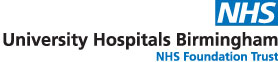 NHS
University Hospitals Birmingham
NHS Foundation Trust